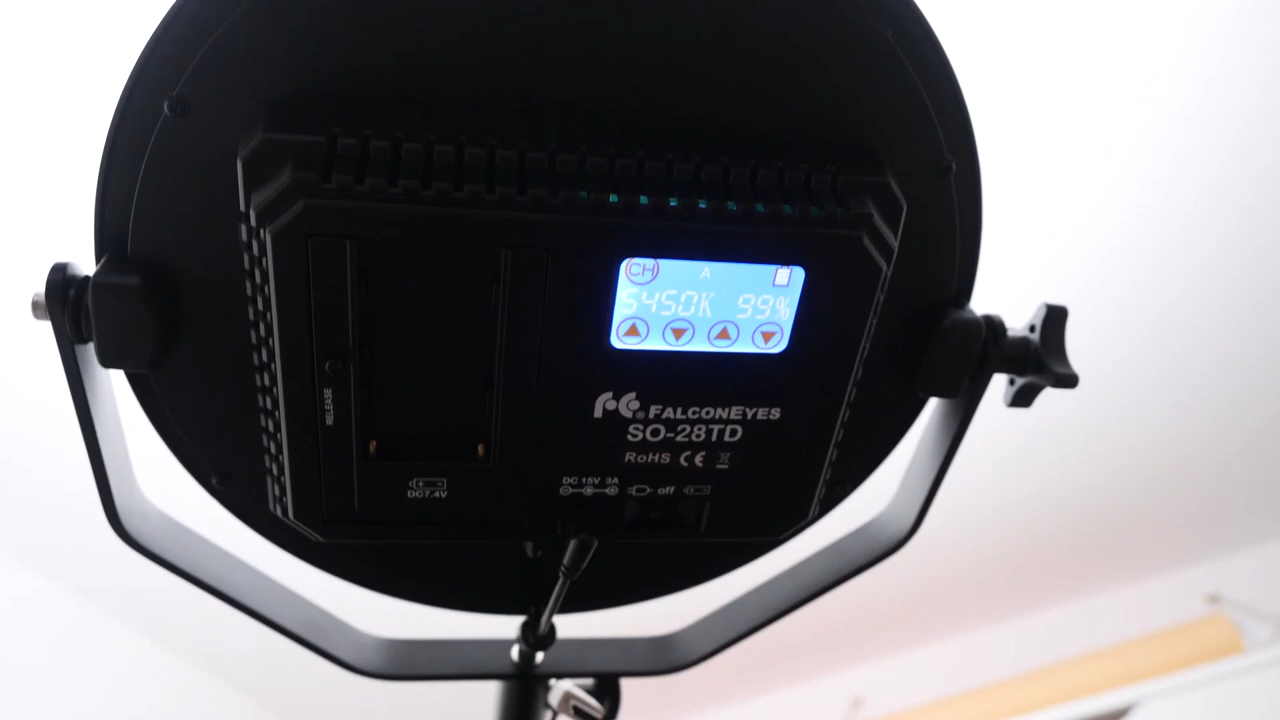 CH A
5450K 99%
RELEASE
FALCONEYES
SO-28TD
RoHS CE
DC 15V 3A
off
DC7.4V